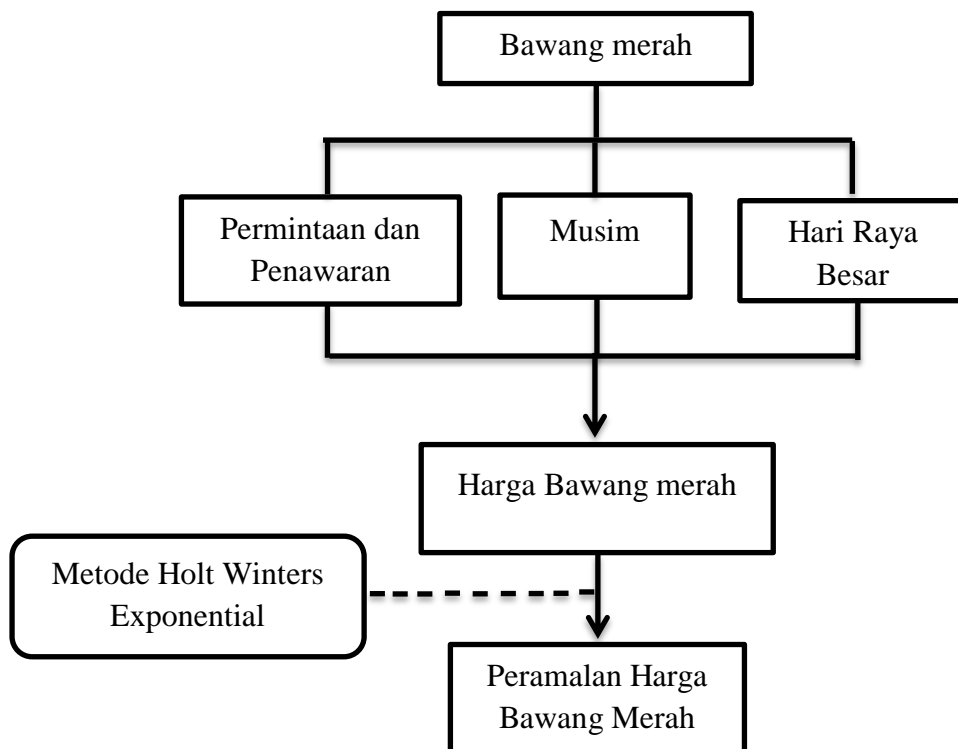 Bawang merah
Permintaan dan
Penawaran
Musim
Hari Raya
Besar
Harga Bawang merah
Metode Holt Winters
Exponential
Peramalan Harga
Bawang Merah